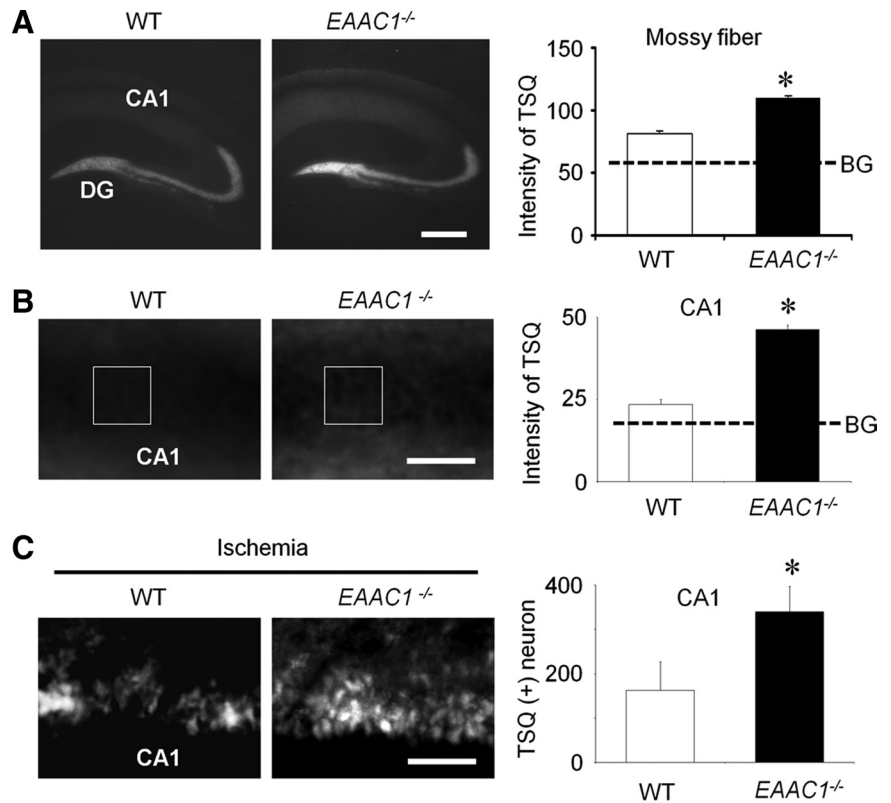 A
WT
EAAC1-/-
CA1
DG
Mossy fiber
Intensity of TSQ
150
100
50
0
*
BG
WT
EAAC1-/-
B
WT
EAAC1 -/-
CA1
CA1
Intensity of TSQ
50
25
0
*
BG
WT
EAAC1-/-
C
Ischemia
WT
EAAC1 -/-
CA1
CA1
TSQ (+) neuron
400
200
0
*
WT
EAAC1-/-